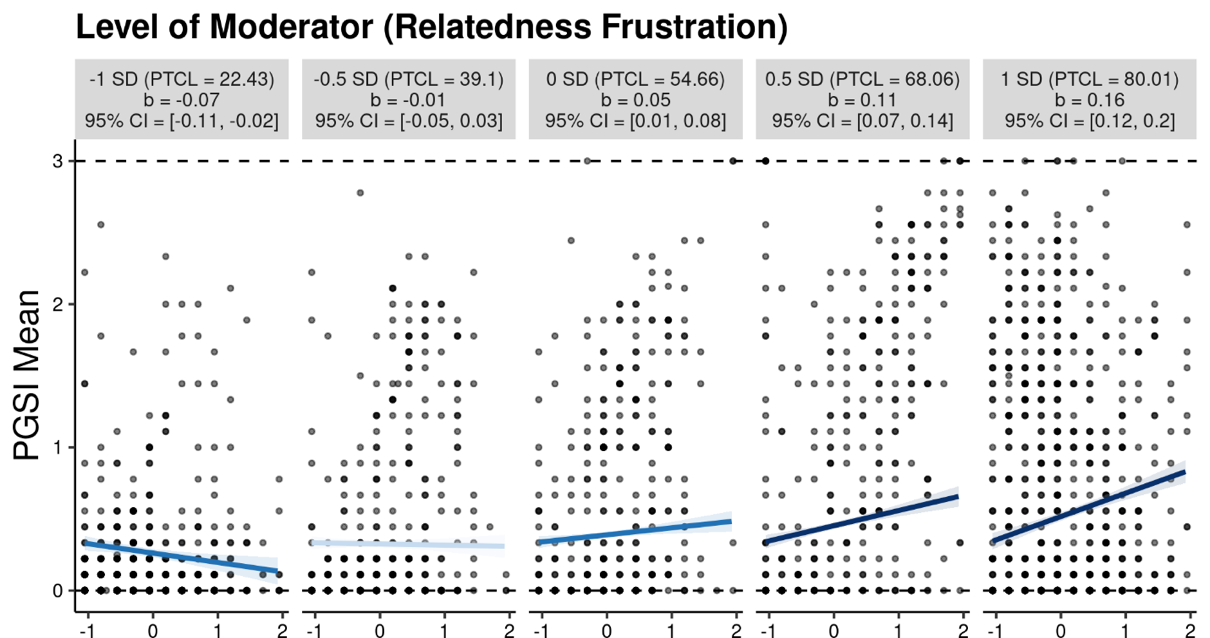 Level of Moderator (Relatedness Frustration)
-1 SD (PTCL = 22.43)
b = -0.07
95% CI = [-0.11, -0.02]
-0.5 SD (PTCL = 39.1)
b = -0.01
95% CI = [-0.05, 0.03]
0 SD (PTCL = 54.66)
b = 0.05
95% CI = [0.01, 0.08]
0.5 SD (PTCL = 68.06)
b = 0.11
95% CI = [0.07, 0.14]
1 SD (PTCL = 80.01)
b = 0.16
95% CI = [0.12, 0.2]
PGSI Mean
3
2
1
0
-1 0 1 2
-1 0 1 2
-1 0 1 2
-1 0 1 2
-1 0 1 2